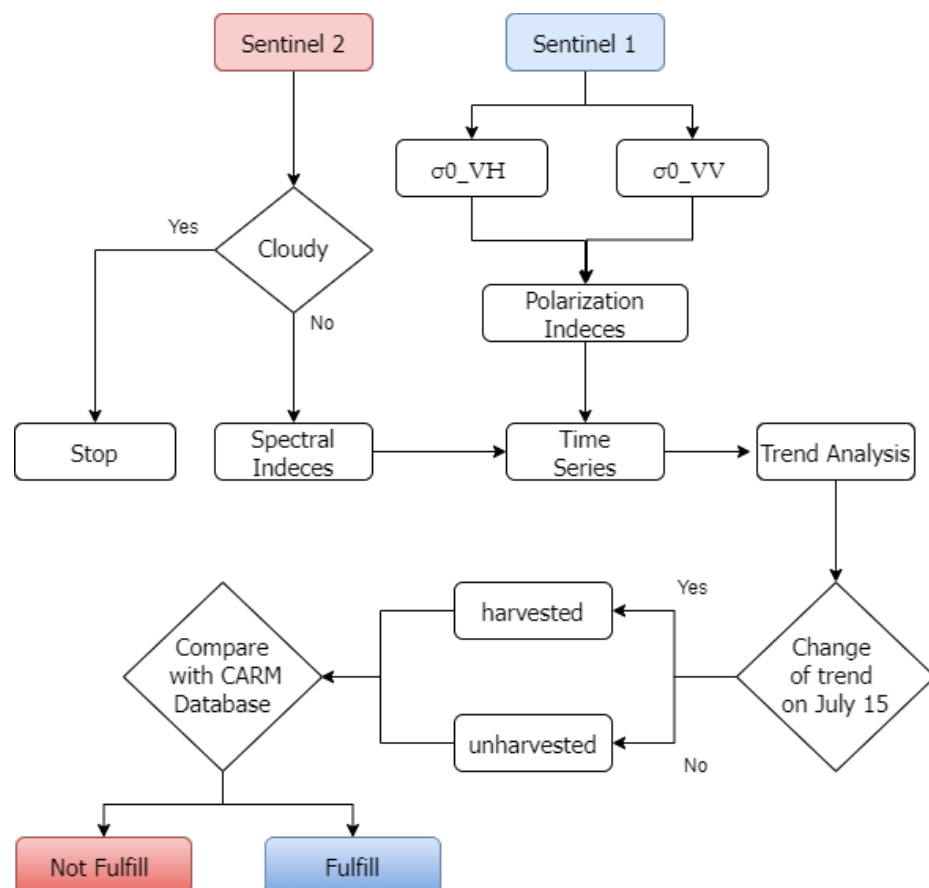 Sentinel 2
Sentinel 1
σ0_VH
σ0_VV
Yes
Cloudy
No
Polarization
Indeces
Stop
Spectral
Indeces
Time
Series
Trend Analysis
Yes
harvested
Compare
with CARM
Database
Change
of trend
on July 15
unharvested
No
Not Fulfill
Fulfill